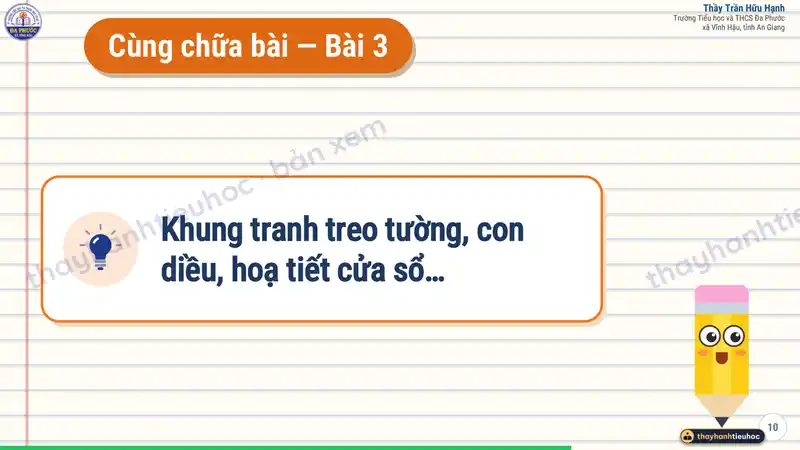 Thầy Trần Hữu Hạnh
Trường Tiểu học và THCS Đa Phước
xã Vĩnh Hậu, tỉnh An Giang
ĐA PHƯỚC
Cùng chữa bài – Bài 3
thayhanhtieuhoc · bản xem
Khung tranh treo tường, con
diều, hoạ tiết cửa sổ...
thayhanhtie
10
thayhanhtieuhoc